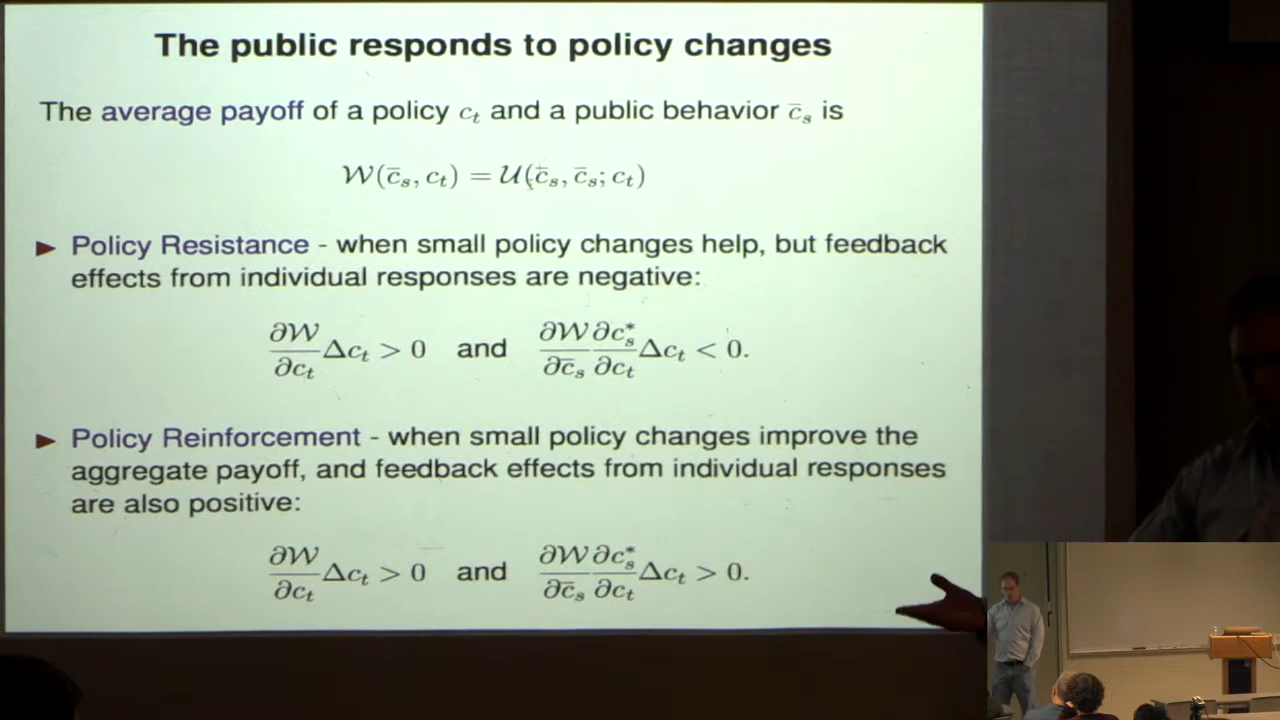 The public responds to policy changes
The average payoff of a policy c_t and a public behavior c̄_s is
𝒲(c̄_s, c_t) = 𝒰(c̄_s, c̄_s; c_t)
► Policy Resistance - when small policy changes help, but feedback
effects from individual responses are negative:
∂𝒲/∂c_t Δc_t > 0 and ∂𝒲/∂c̄_s ∂c*_s/∂c_t Δc_t < 0.
► Policy Reinforcement - when small policy changes improve the
aggregate payoff, and feedback effects from individual responses
are also positive:
∂𝒲/∂c_t Δc_t > 0 and ∂𝒲/∂c̄_s ∂c*_s/∂c_t Δc_t > 0.